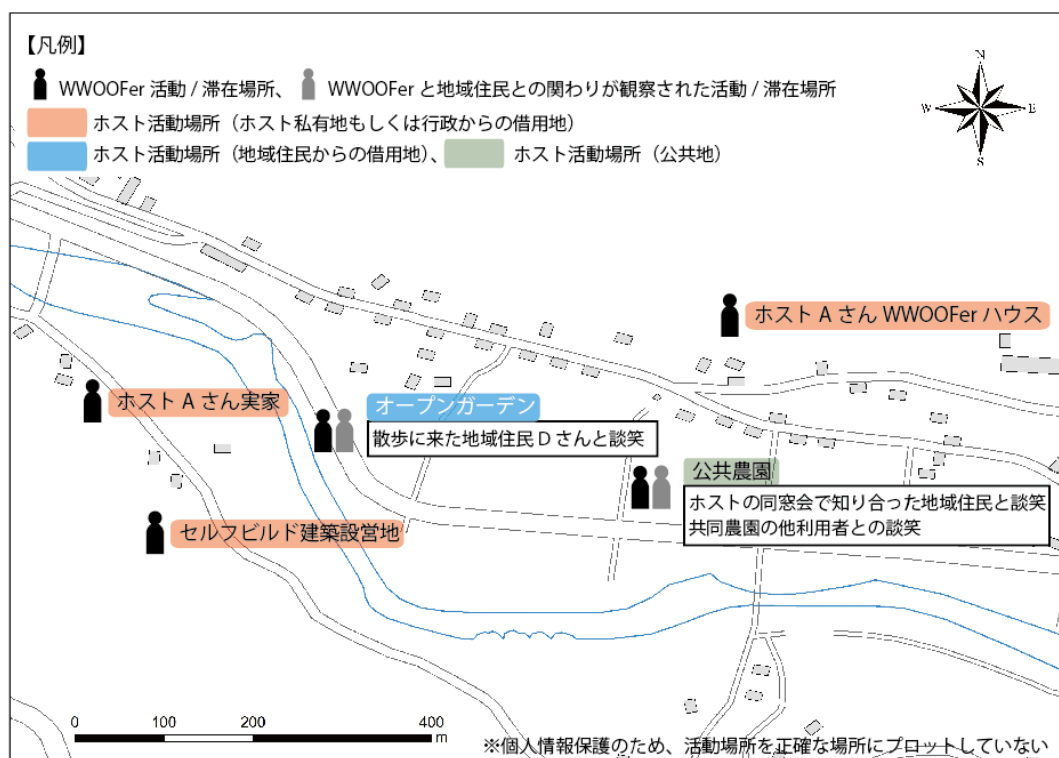 【凡例】
WWOOFer 活動 / 滞在場所、 WWOOFer と地域住民との関わりが観察された活動 / 滞在場所
ホスト活動場所（ホスト私有地もしくは行政からの借用地）
ホスト活動場所（地域住民からの借用地）、 ホスト活動場所（公共地）
N
W E
S
ホスト A さん WWOOFer ハウス
ホスト A さん実家
オープンガーデン
散歩に来た地域住民 D さんと談笑
公共農園
ホストの同窓会で知り合った地域住民と談笑
共同農園の他利用者との談笑
セルフビルド建築設営地
0 100 200 400
m
※個人情報保護のため、活動場所を正確な場所にプロットしていない